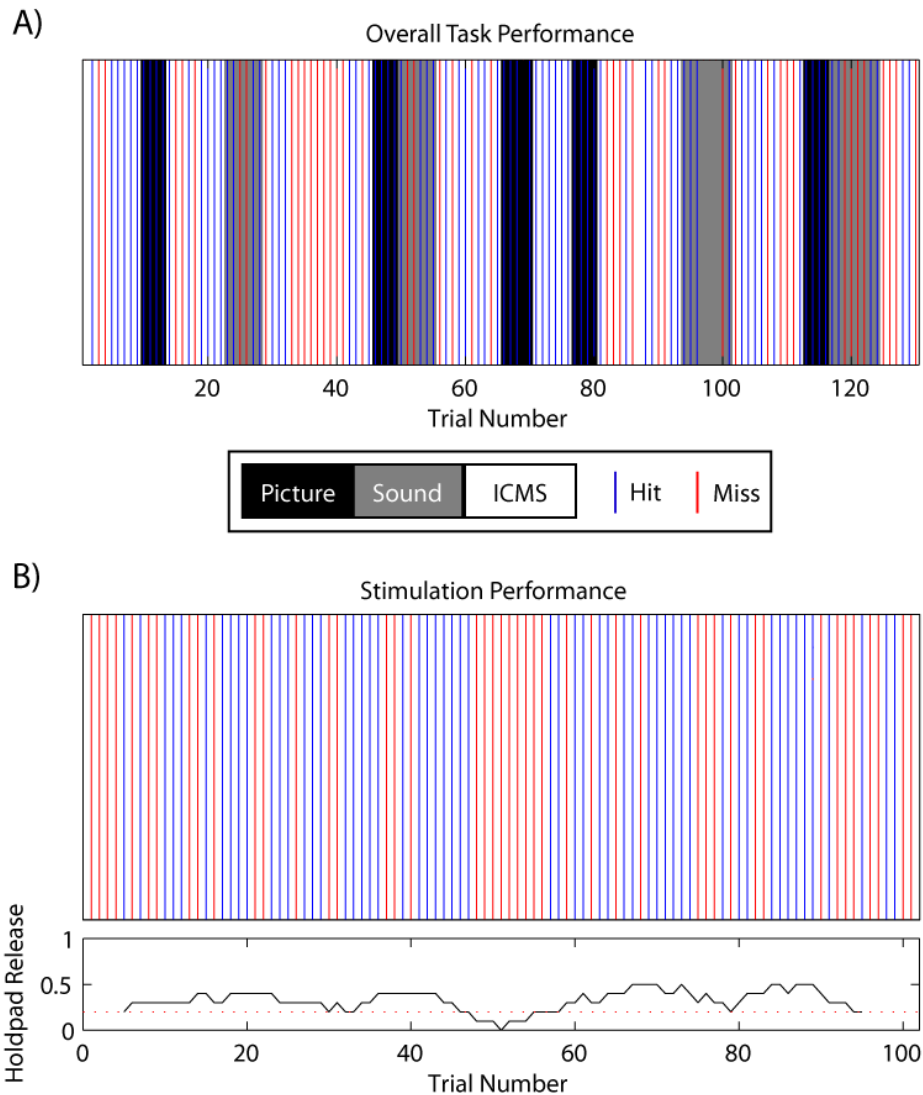 A)
Overall Task Performance
20 40 60 80 100 120
Trial Number
Picture Sound ICMS Hit Miss
B)
Stimulation Performance
Holdpad Release
1
0.5
0
0 20 40 60 80 100
Trial Number